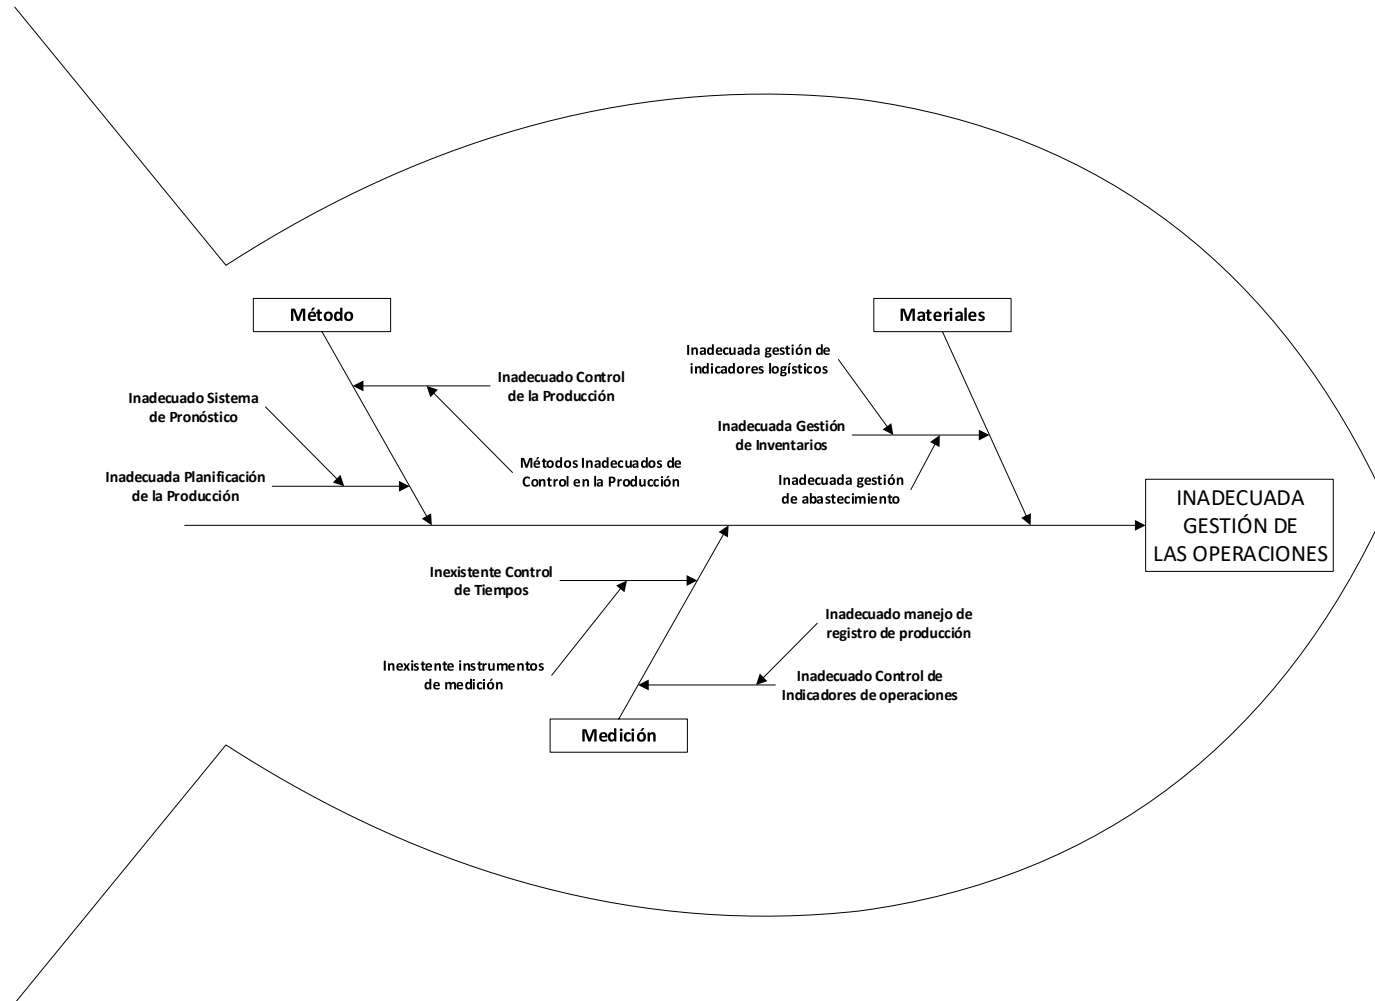 Método
Materiales
Inadecuada gestión de
indicadores logísticos
Inadecuado Control
de la Producción
Inadecuado Sistema
de Pronóstico
Inadecuada Gestión
de Inventarios
Métodos Inadecuados de
Control en la Producción
Inadecuada Planificación
de la Producción
Inadecuada gestión
de abastecimiento
INADECUADA
GESTIÓN DE
LAS OPERACIONES
Inexistente Control
de Tiempos
Inadecuado manejo de
registro de producción
Inexistente instrumentos
de medición
Inadecuado Control de
Indicadores de operaciones
Medición